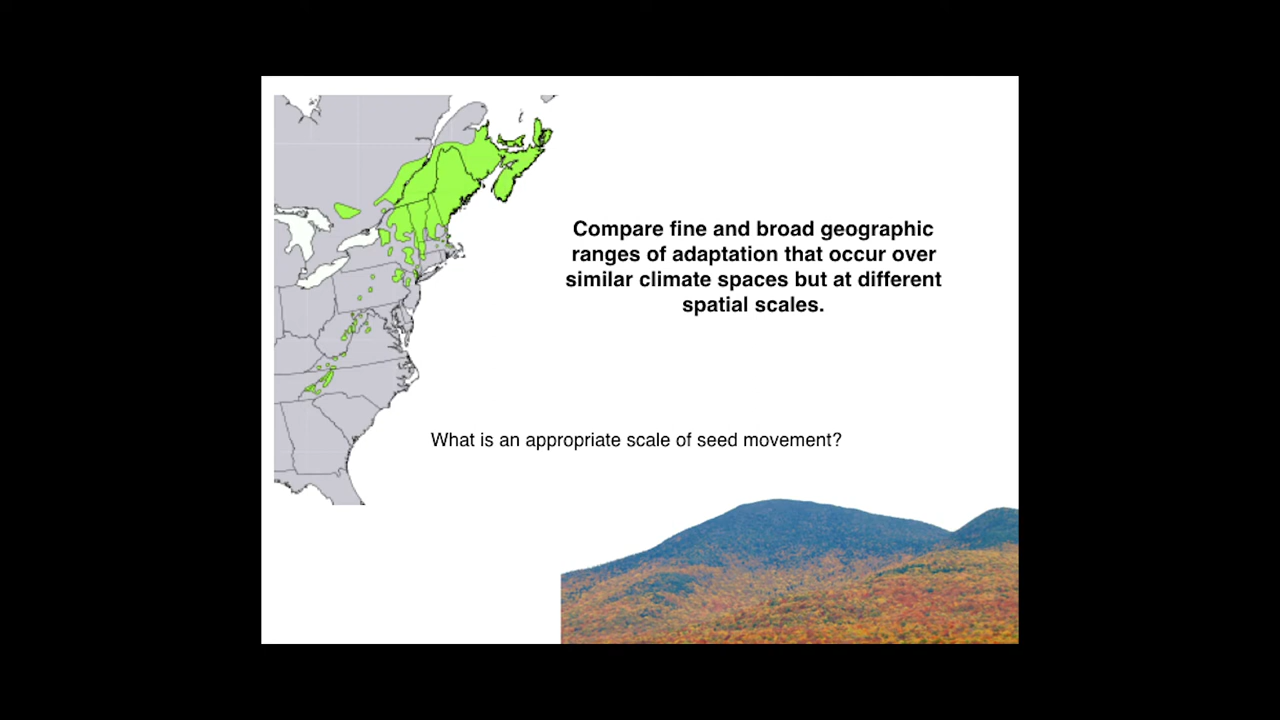 Compare fine and broad geographic
ranges of adaptation that occur over
similar climate spaces but at different
spatial scales.
What is an appropriate scale of seed movement?